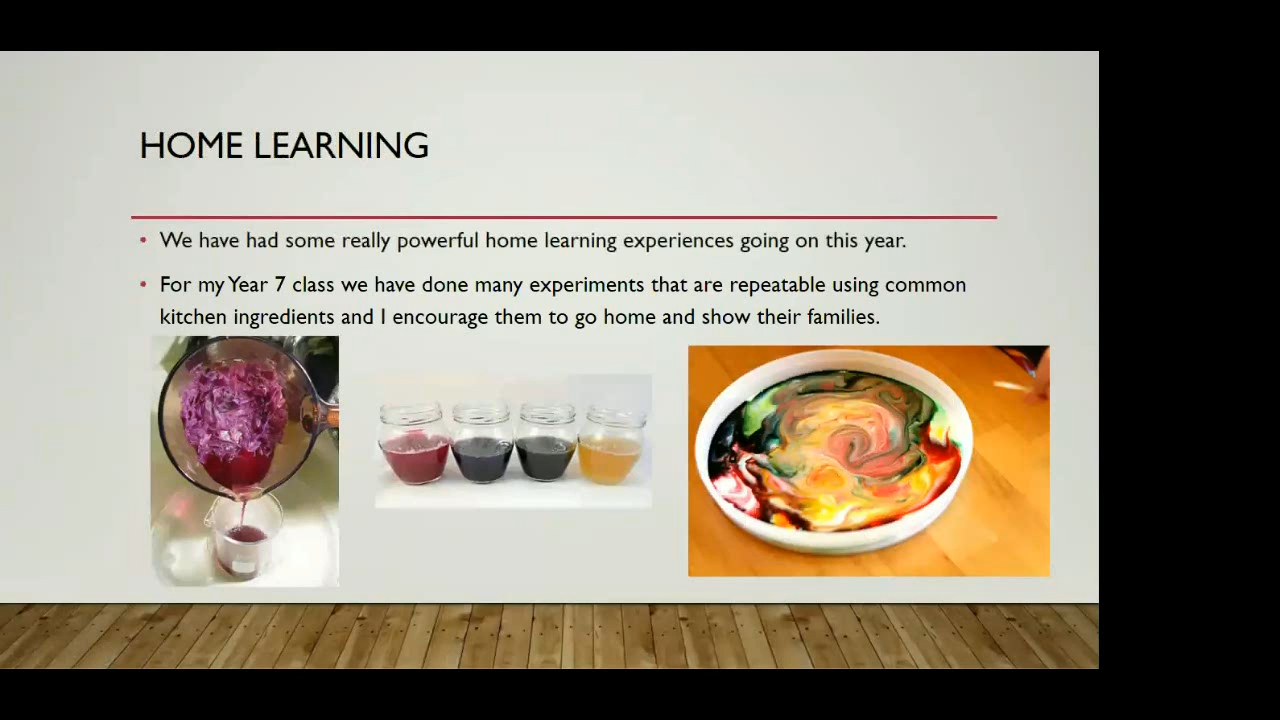 HOME LEARNING
• We have had some really powerful home learning experiences going on this year.
• For my Year 7 class we have done many experiments that are repeatable using common
kitchen ingredients and I encourage them to go home and show their families.